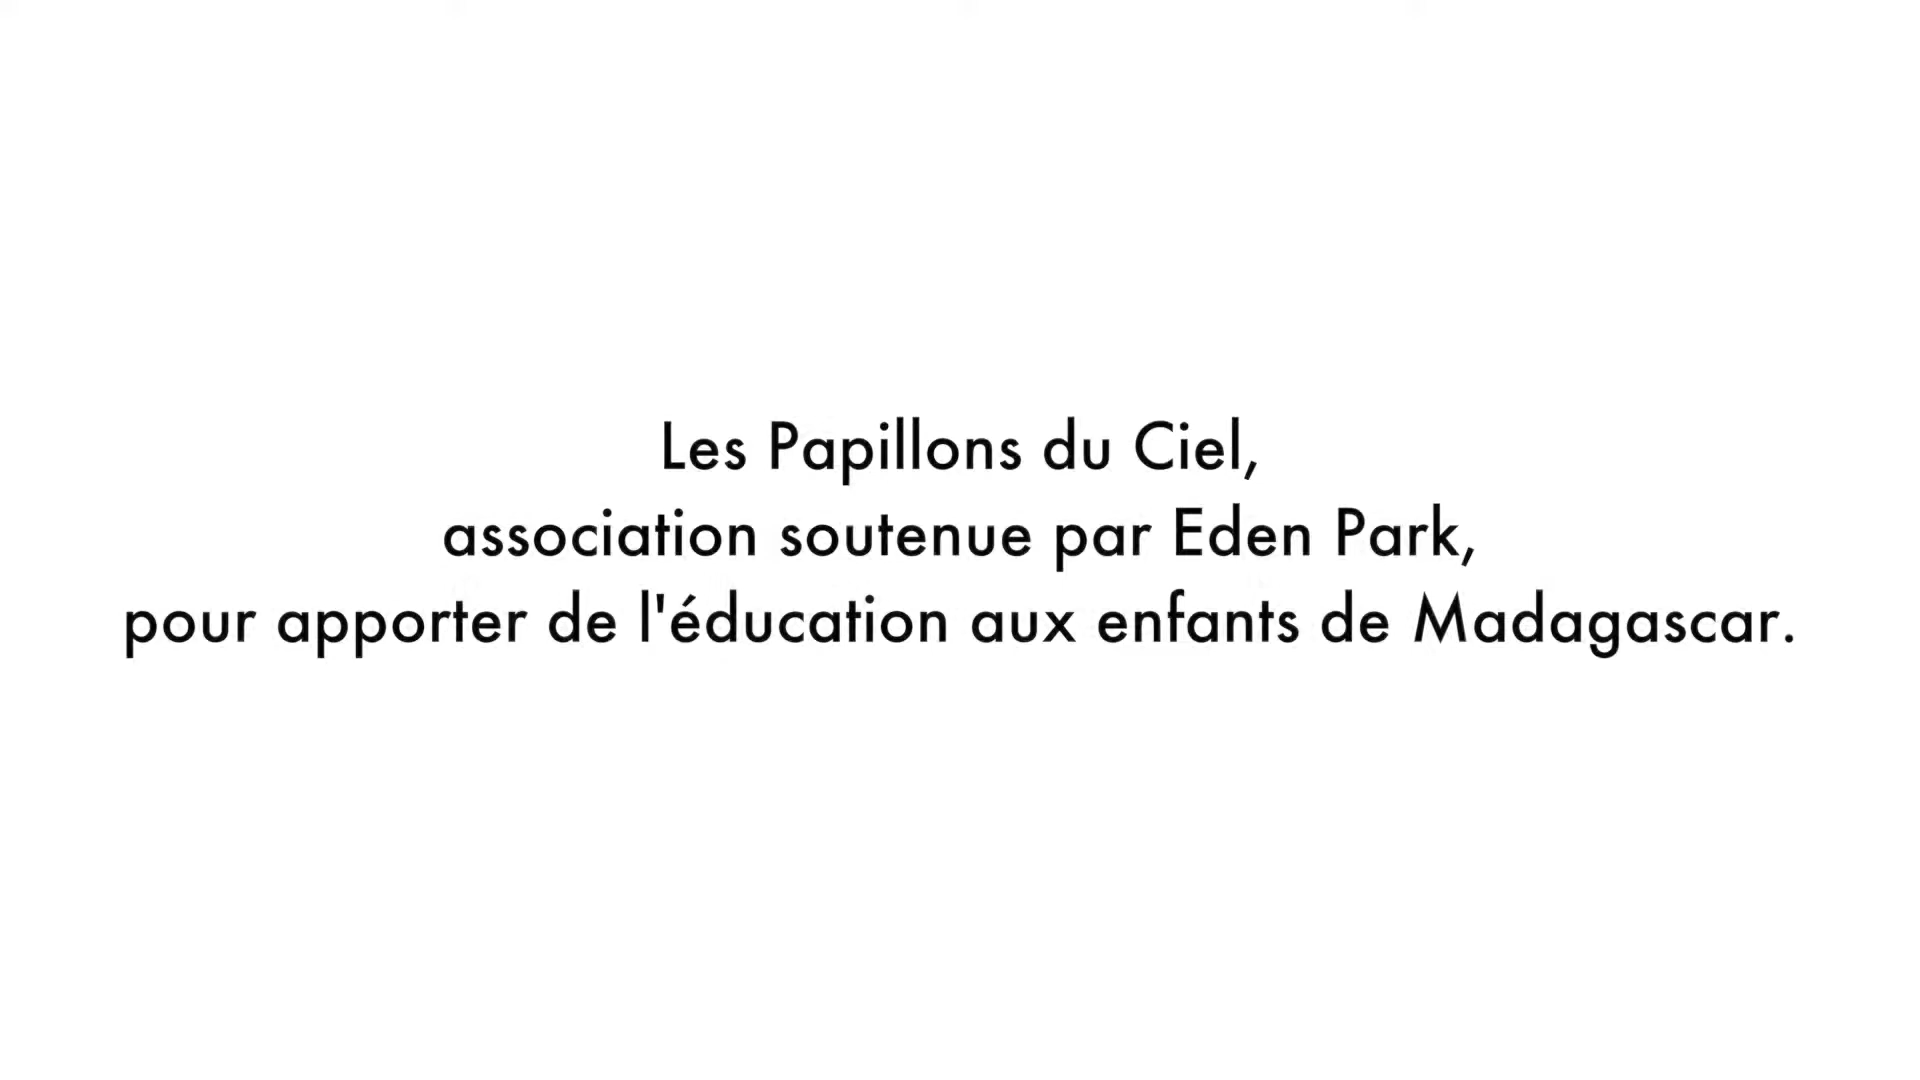 Les Papillons du Ciel,
association soutenue par Eden Park,
pour apporter de l'éducation aux enfants de Madagascar.